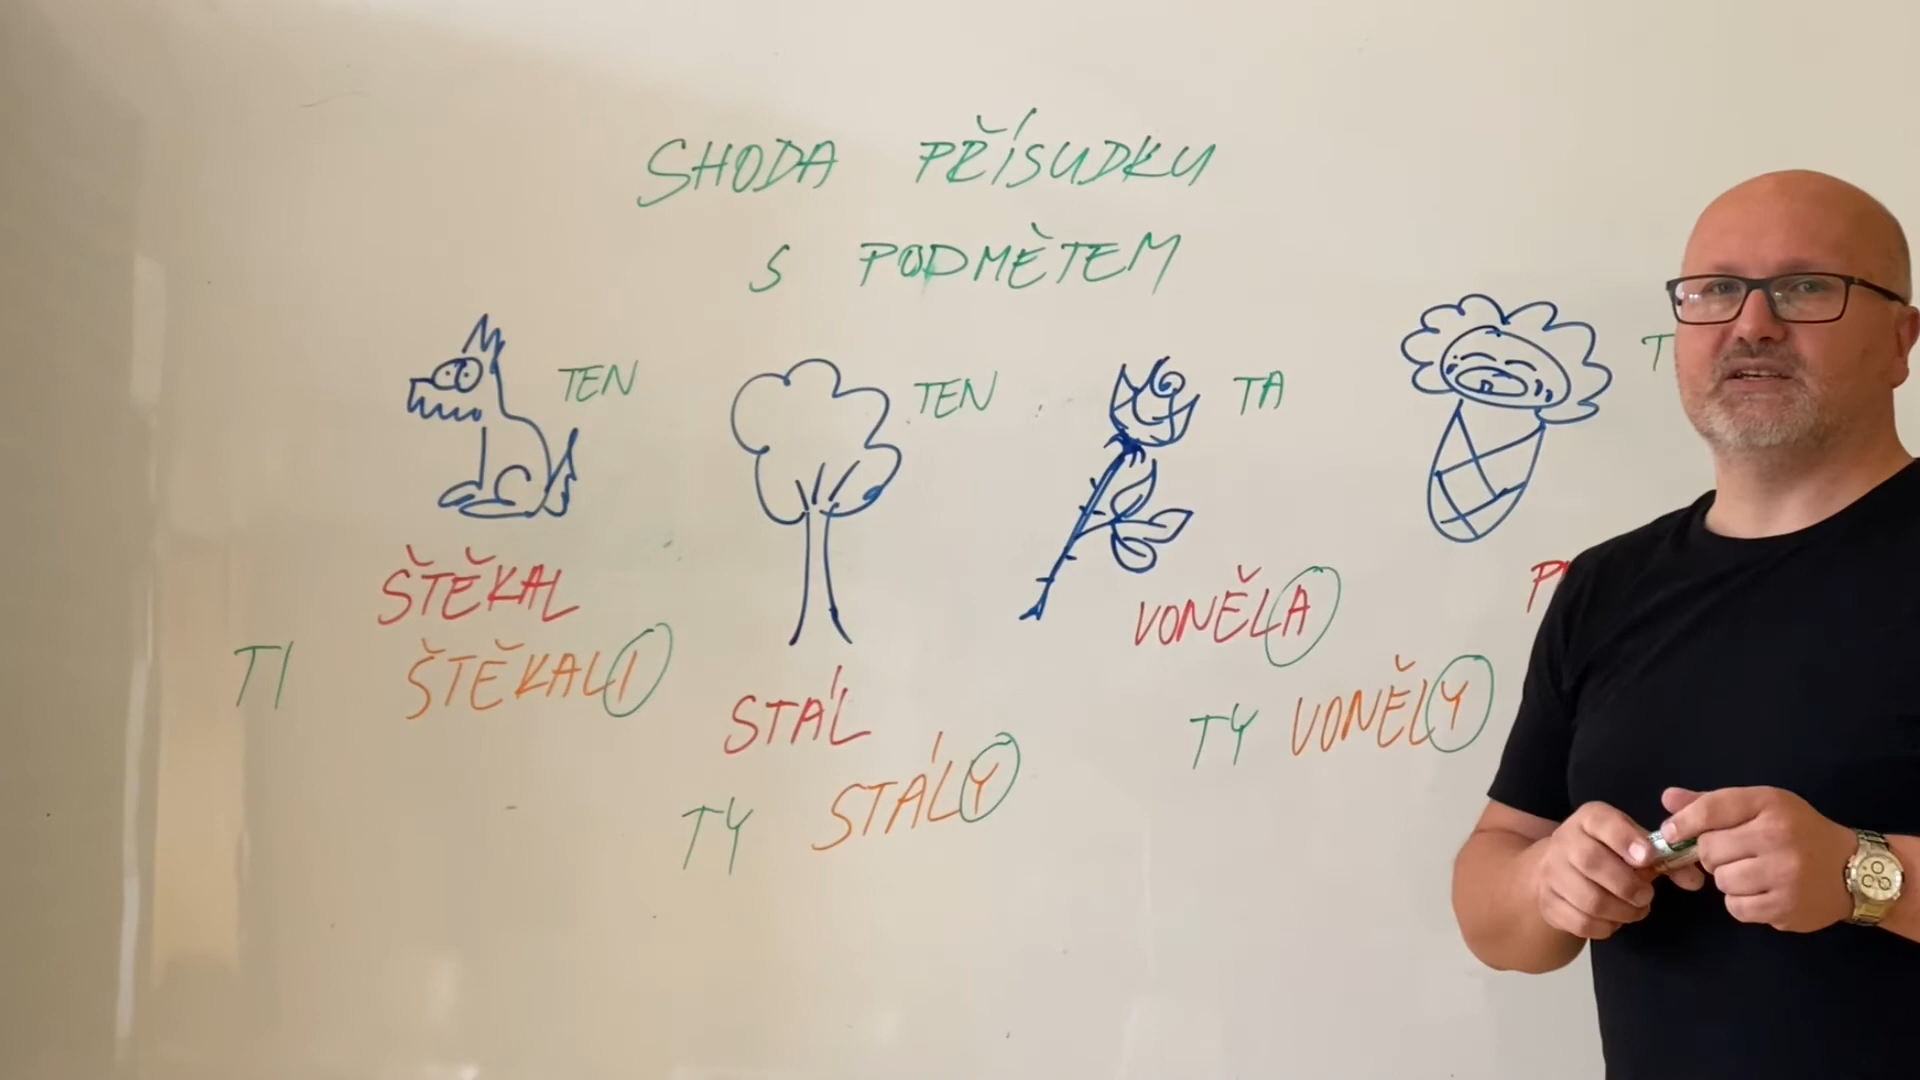 SHODA PŘÍSUDKU
S PODMĚTEM
TEN
TEN
TA
ŠTĚKAL
TI ŠTĚKALI
STÁL
TY STÁLY
VONĚLA
TY VONĚLY